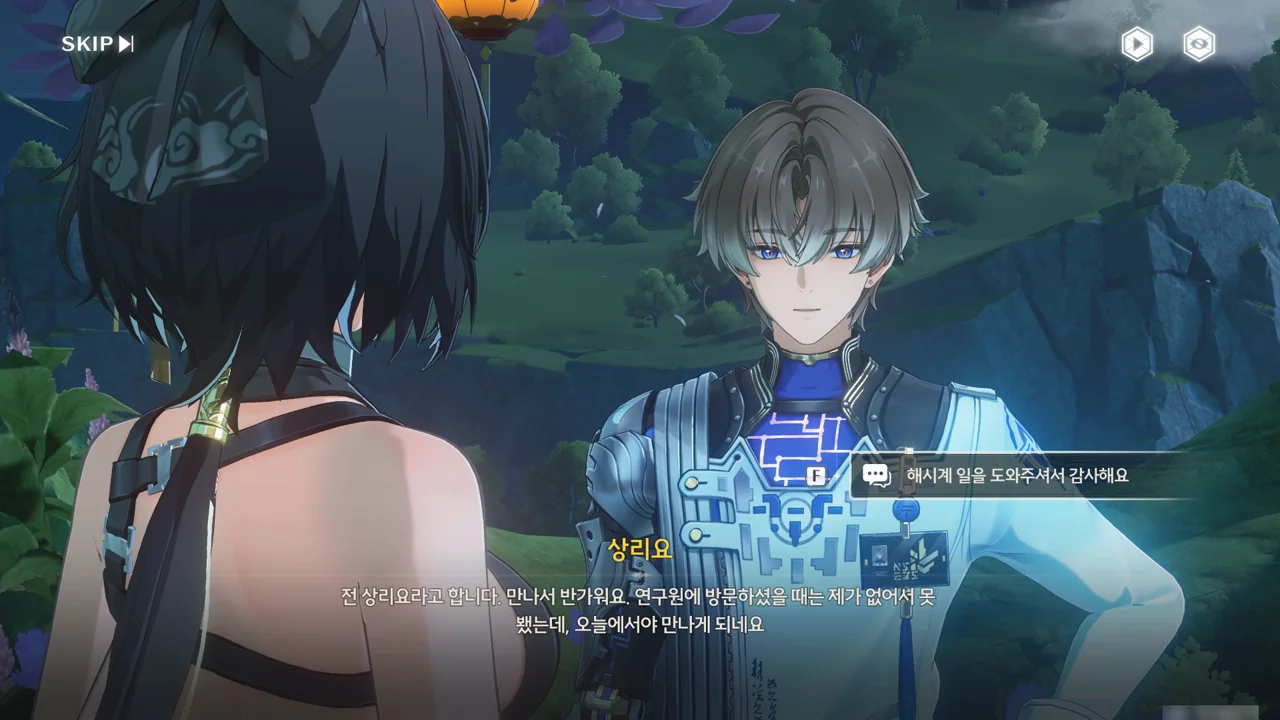 SKIP
F
해시계 일을 도와주셔서 감사해요
상리요
전 상리요라고 합니다. 만나서 반가워요. 연구원에 방문하셨을 때는 제가 없어서 못
뵀는데, 오늘에서야 만나게 되네요